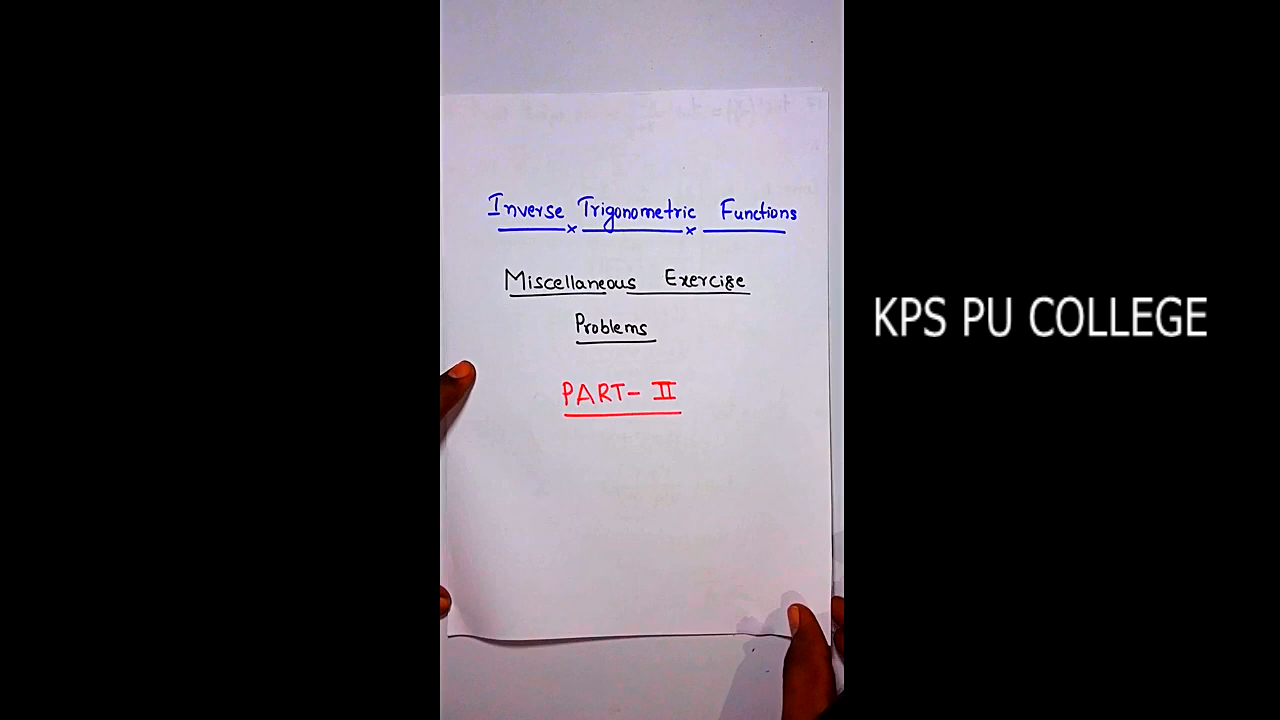 Inverse Trigonometric Functions
Miscellaneous Exercise
Problems
PART- II
KPS PU COLLEGE